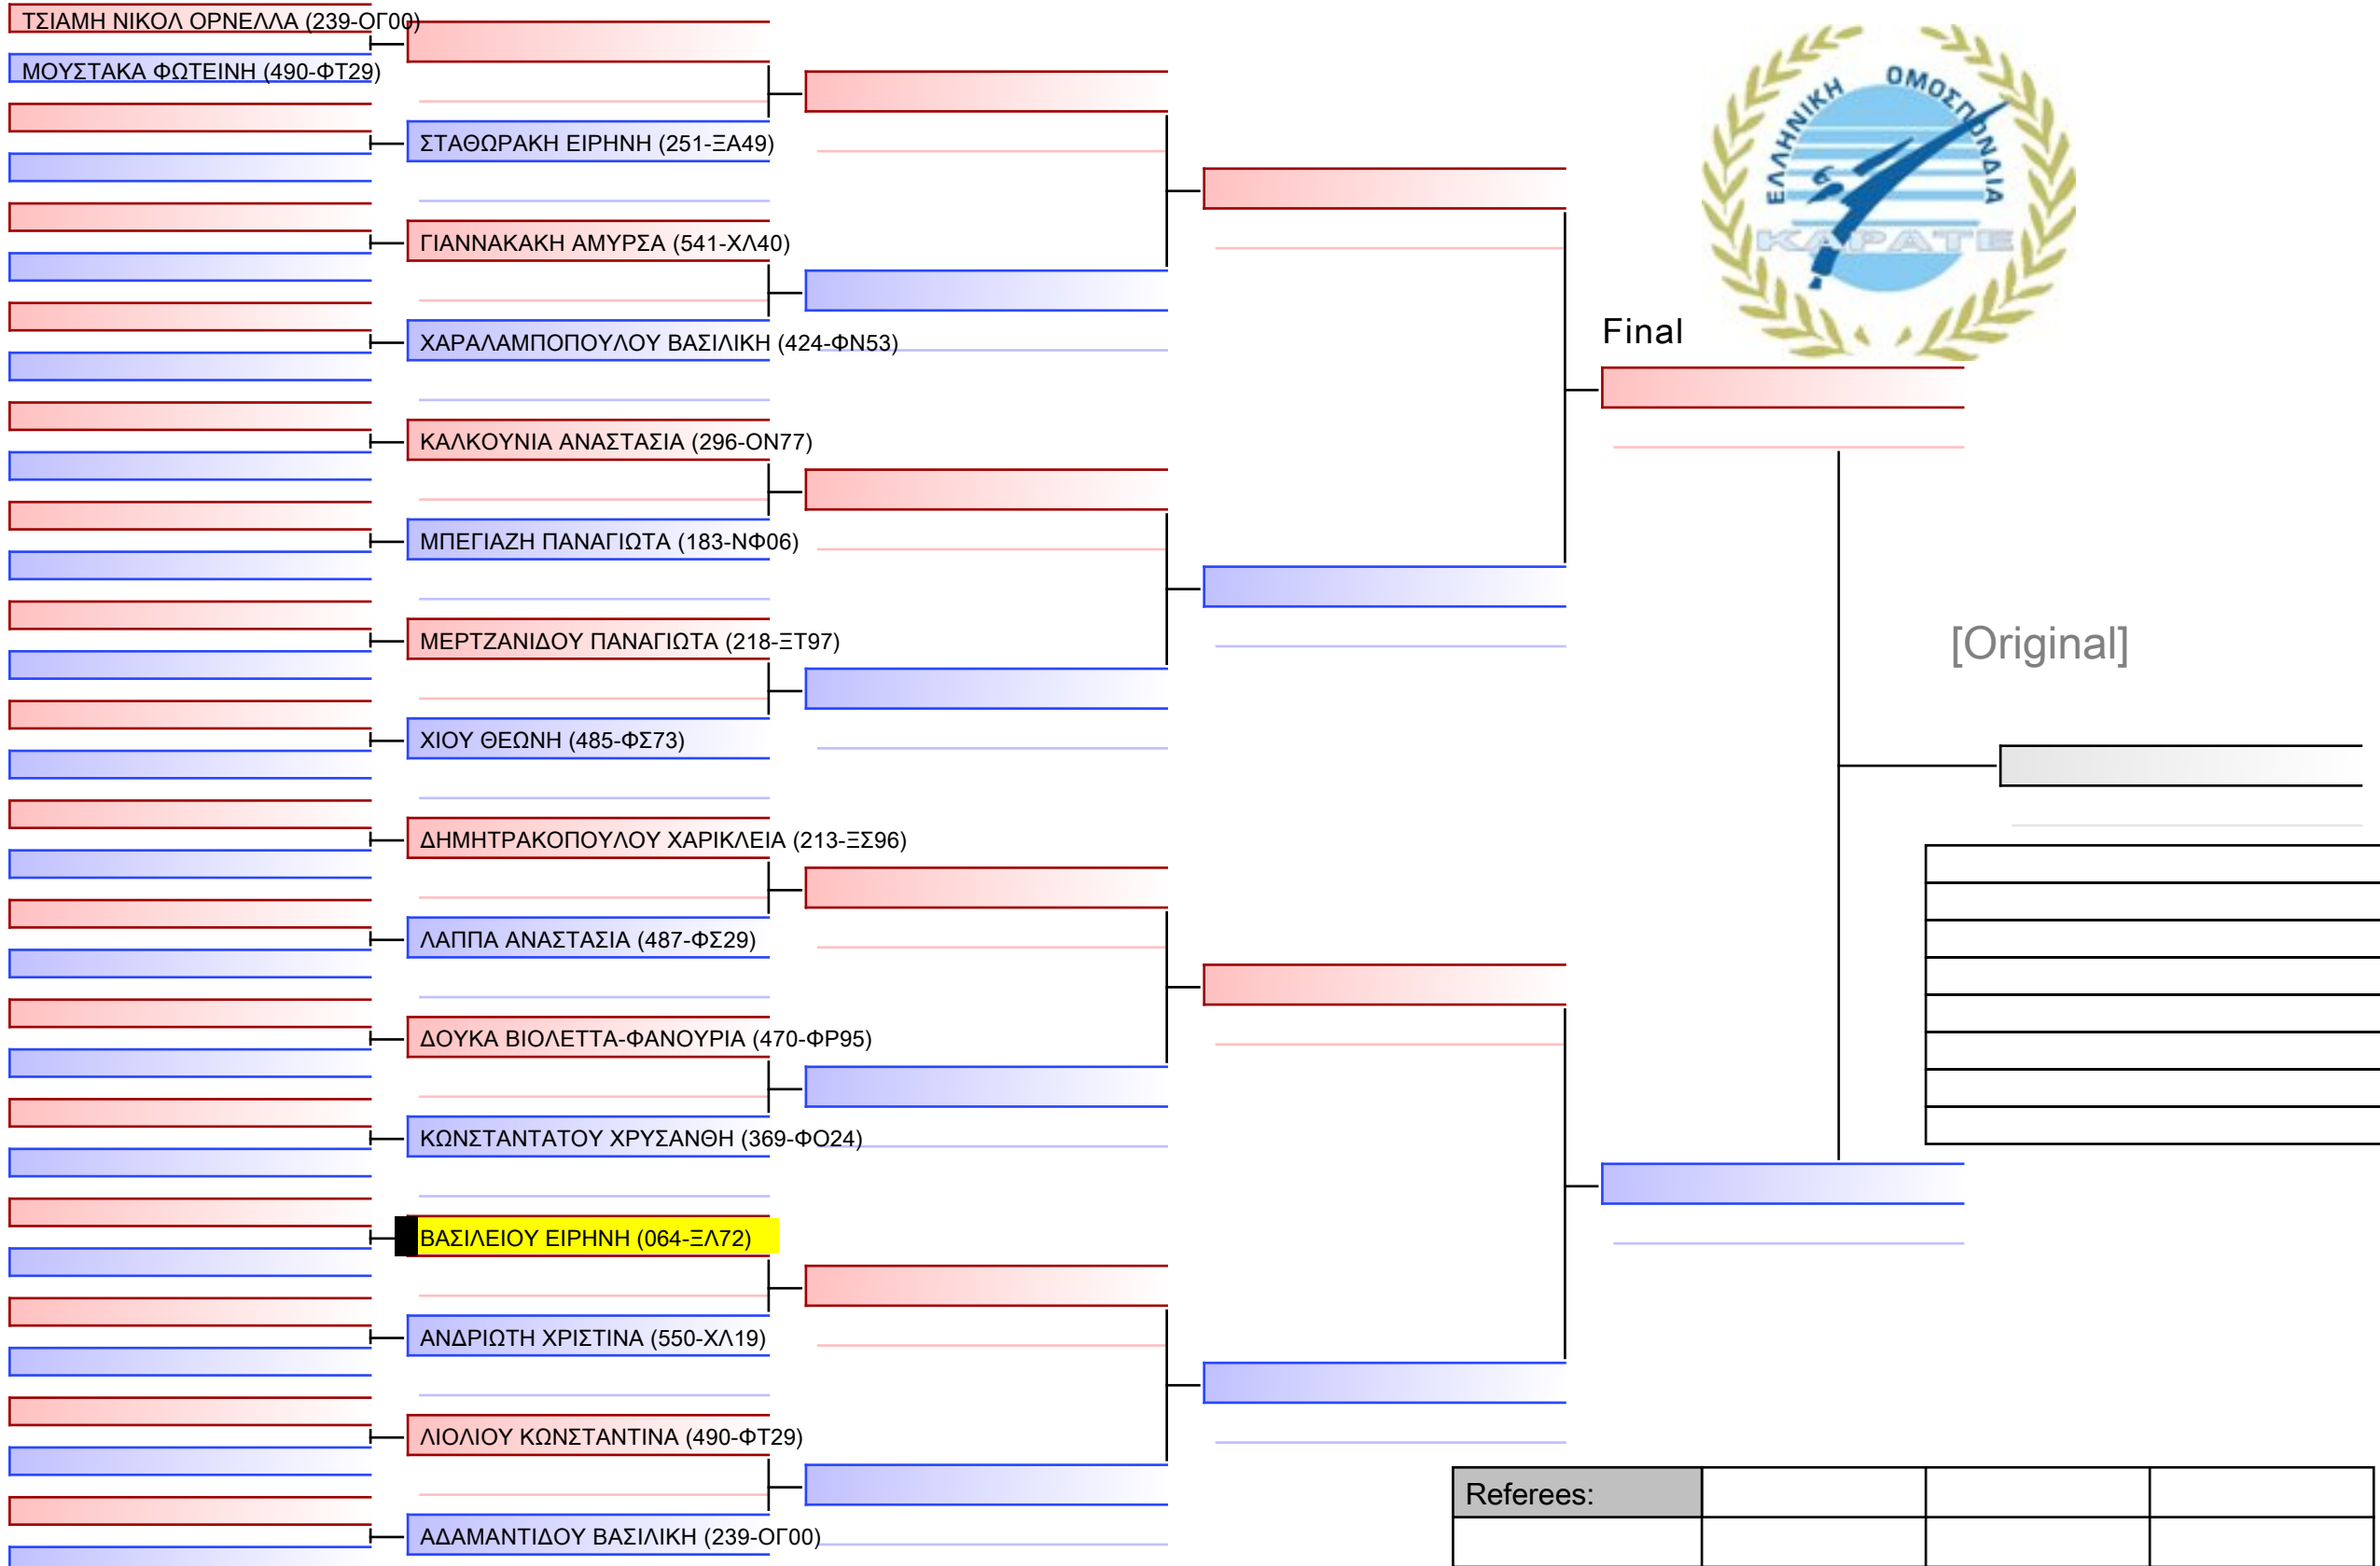 ΤΣΙΑΜΗ ΝΙΚΟΛ ΟΡΝΕΛΛΑ (239-ΟΓ00)
ΜΟΥΣΤΑΚΑ ΦΩΤΕΙΝΗ (490-ΦΤ29)
ΣΤΑΘΩΡΑΚΗ ΕΙΡΗΝΗ (251-ΞΑ49)
ΓΙΑΝΝΑΚΑΚΗ ΑΜΥΡΣΑ (541-ΧΛ40)
ΧΑΡΑΛΑΜΠΟΠΟΥΛΟΥ ΒΑΣΙΛΙΚΗ (424-ΦΝ53)
ΚΑΛΚΟΥΝΙΑ ΑΝΑΣΤΑΣΙΑ (296-ΟΝ77)
ΜΠΕΓΙΑΖΗ ΠΑΝΑΓΙΩΤΑ (183-ΝΦ06)
ΜΕΡΤΖΑΝΙΔΟΥ ΠΑΝΑΓΙΩΤΑ (218-ΞΤ97)
ΧΙΟΥ ΘΕΩΝΗ (485-ΦΣ73)
ΔΗΜΗΤΡΑΚΟΠΟΥΛΟΥ ΧΑΡΙΚΛΕΙΑ (213-ΞΣ96)
ΛΑΠΠΑ ΑΝΑΣΤΑΣΙΑ (487-ΦΣ29)
ΔΟΥΚΑ ΒΙΟΛΕΤΤΑ-ΦΑΝΟΥΡΙΑ (470-ΦΡ95)
ΚΩΝΣΤΑΝΤΑΤΟΥ ΧΡΥΣΑΝΘΗ (369-ΦΟ24)
ΒΑΣΙΛΕΙΟΥ ΕΙΡΗΝΗ (064-ΞΛ72)
ΑΝΔΡΙΩΤΗ ΧΡΙΣΤΙΝΑ (550-ΧΛ19)
ΛΙΟΛΙΟΥ ΚΩΝΣΤΑΝΤΙΝΑ (490-ΦΤ29)
ΑΔΑΜΑΝΤΙΔΟΥ ΒΑΣΙΛΙΚΗ (239-ΟΓ00)
ΕΛΛΗΝΙΚΗ ΟΜΟΣΠΟΝΔΙΑ
ΚΑΡΑΤΕ
Final
[Original]
Referees: